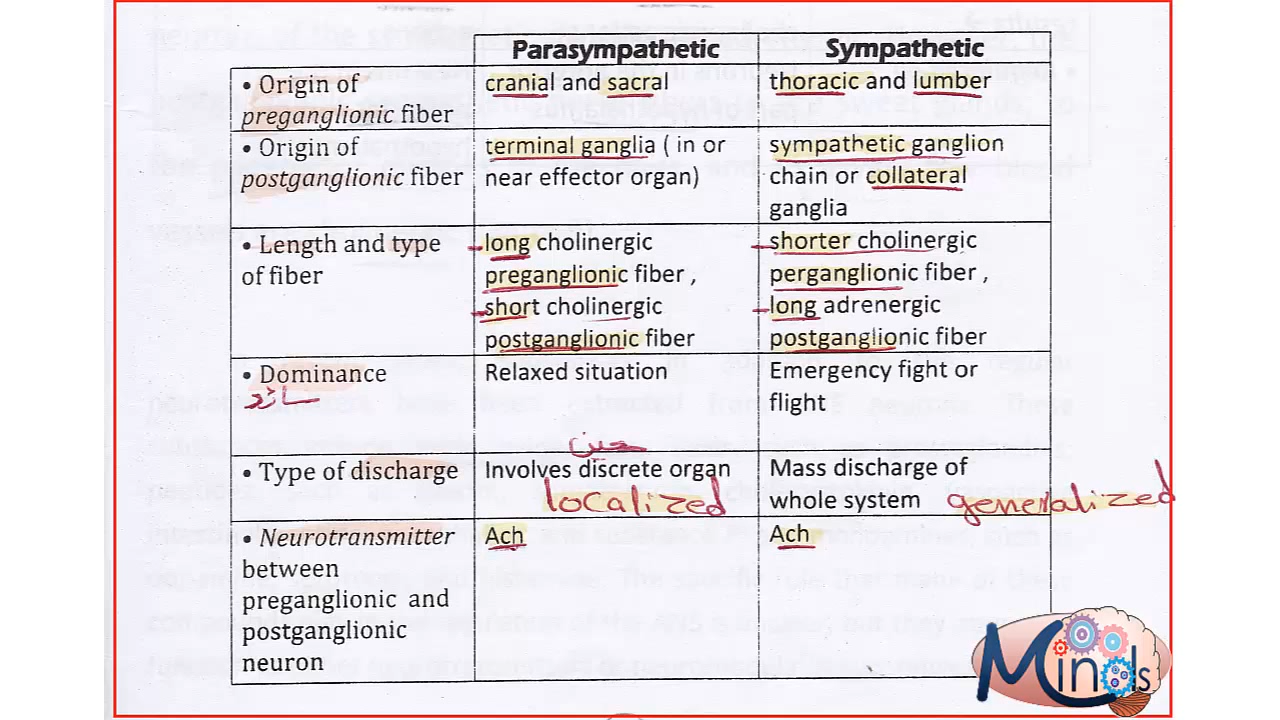 Parasympathetic Sympathetic
• Origin of
preganglionic fiber
cranial and sacral
thoracic and lumber
• Origin of
postganglionic fiber
terminal ganglia ( in or
near effector organ)
sympathetic ganglion
chain or collateral
ganglia
• Length and type
of fiber
long cholinergic
preganglionic fiber ,
short cholinergic
postganglionic fiber
shorter cholinergic
perganglionic fiber ,
long adrenergic
postganglionic fiber
• Dominance
سائد
Relaxed situation
Emergency fight or
flight
• Type of discharge
Involves discrete organ
localized
Mass discharge of
whole system generalized
• Neurotransmitter
between
preganglionic and
postganglionic
neuron
Ach
Ach
Minds